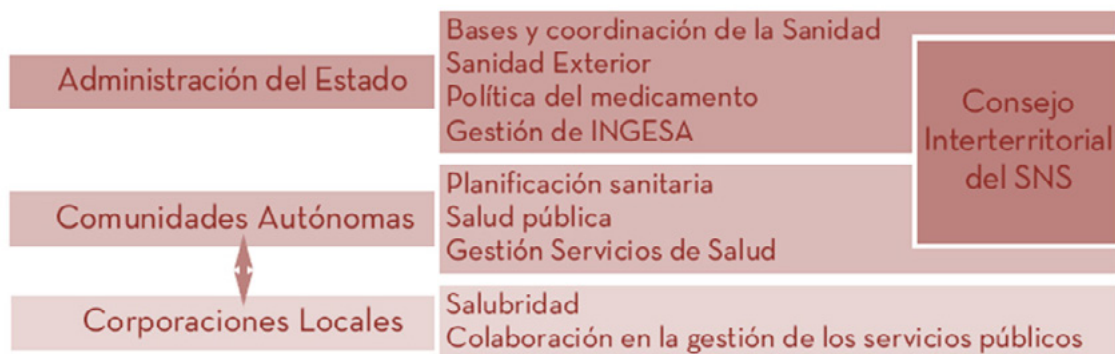 Administración del Estado
Bases y coordinación de la Sanidad
Sanidad Exterior
Política del medicamento
Gestión de INGESA
Comunidades Autónomas
Planificación sanitaria
Salud pública
Gestión Servicios de Salud
Consejo
Interterritorial
del SNS
Corporaciones Locales
Salubridad
Colaboración en la gestión de los servicios públicos